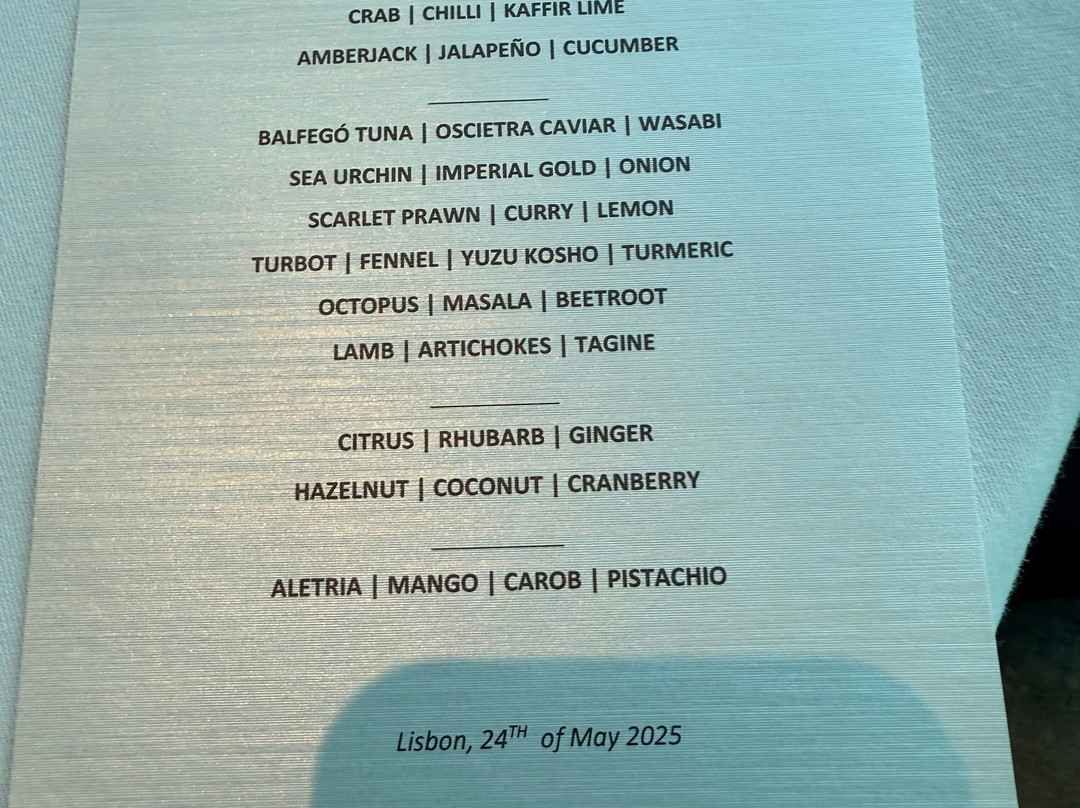 CRAB | CHILLI | KAFFIR LIME
AMBERJACK | JALAPEÑO | CUCUMBER
BALFEGÓ TUNA | OSCIETRA CAVIAR | WASABI
SEA URCHIN | IMPERIAL GOLD | ONION
SCARLET PRAWN | CURRY | LEMON
TURBOT | FENNEL | YUZU KOSHO | TURMERIC
OCTOPUS | MASALA | BEETROOT
LAMB | ARTICHOKES | TAGINE
CITRUS | RHUBARB | GINGER
HAZELNUT | COCONUT | CRANBERRY
ALETRIA | MANGO | CAROB | PISTACHIO
Lisbon, 24TH of May 2025